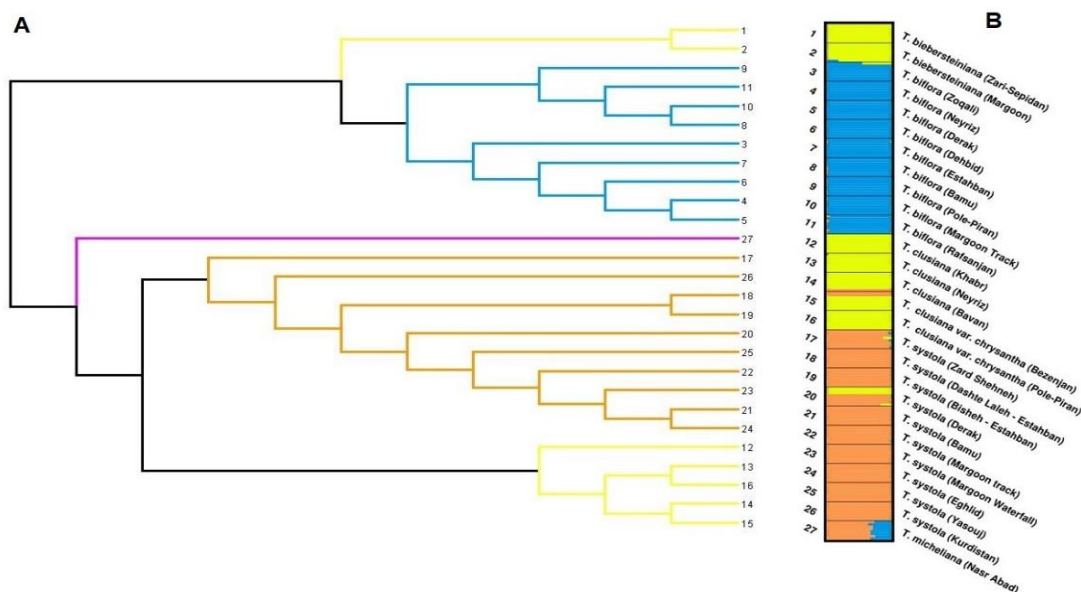 A
1
2
9
11
10
8
3
7
6
4
5
27
17
26
18
19
20
25
22
23
21
24
12
13
16
14
15
B
1
2
3
4
5
6
7
8
9
10
11
12
13
14
15
16
17
18
19
20
21
22
23
24
25
26
27
T. biebersteiniana (Zari-Sepidan)
T. biebersteiniana (Margoon)
T. biflora (Zoqali)
T. biflora (Neyriz)
T. biflora (Derak)
T. biflora (Dehbid)
T. biflora (Estahban)
T. biflora (Bamu)
T. biflora (Pole-Piran)
T. biflora (Margoon Track)
T. biflora (Rafsanjan)
T. clusiana (Khabr)
T. clusiana (Neyriz)
T. clusiana (Bavan)
T. clusiana var. chrysantha (Bezenjan)
T. clusiana var. chrysantha (Pole-Piran)
T. systola (Zard Shehneh)
T. systola (Dashte Laleh - Estahban)
T. systola (Bisheh - Estahban)
T. systola (Derak)
T. systola (Bamu)
T. systola (Margoon track)
T. systola (Margoon Waterfall)
T. systola (Eghlid)
T. systola (Yasouj)
T. systola (Kurdistan)
T. micheliana (Nasr Abad)